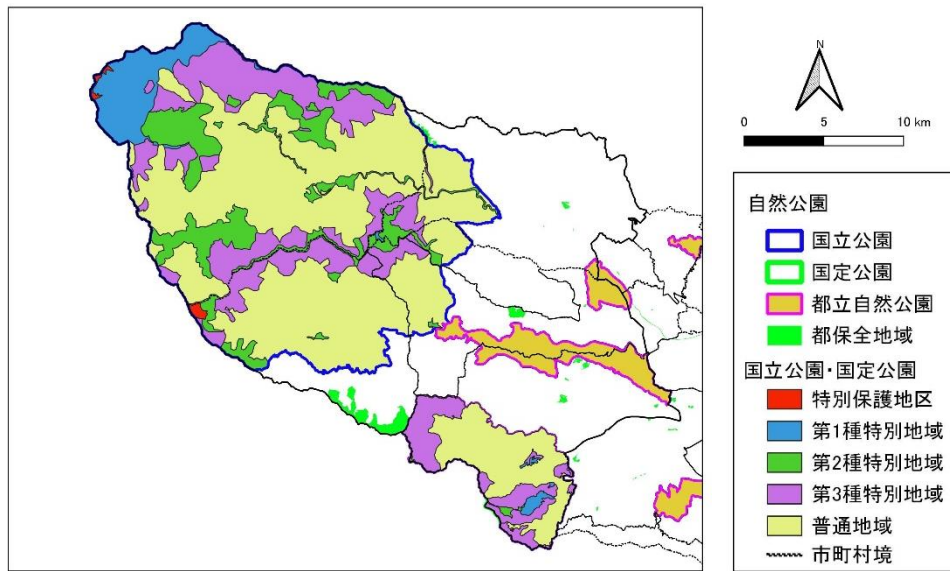 N
0 5 10 km
自然公園
国立公園
国定公園
都立自然公園
都保全地域
国立公園・国定公園
特別保護地区
第1種特別地域
第2種特別地域
第3種特別地域
普通地域
市町村境